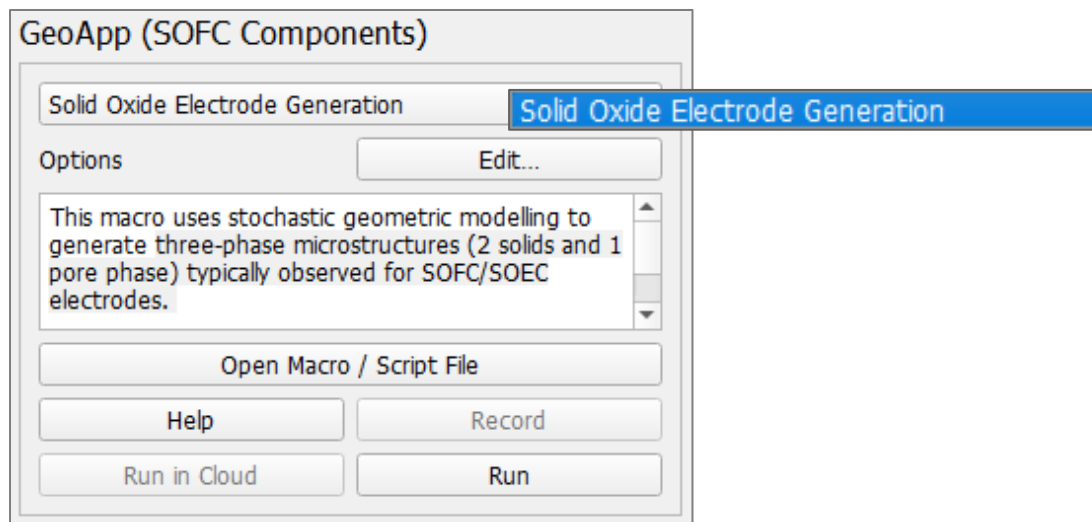 GeoApp (SOFC Components)
Solid Oxide Electrode Generation
Solid Oxide Electrode Generation
Options
Edit...
This macro uses stochastic geometric modelling to
generate three-phase microstructures (2 solids and 1
pore phase) typically observed for SOFC/SOEC
electrodes.
Open Macro / Script File
Help
Record
Run in Cloud
Run